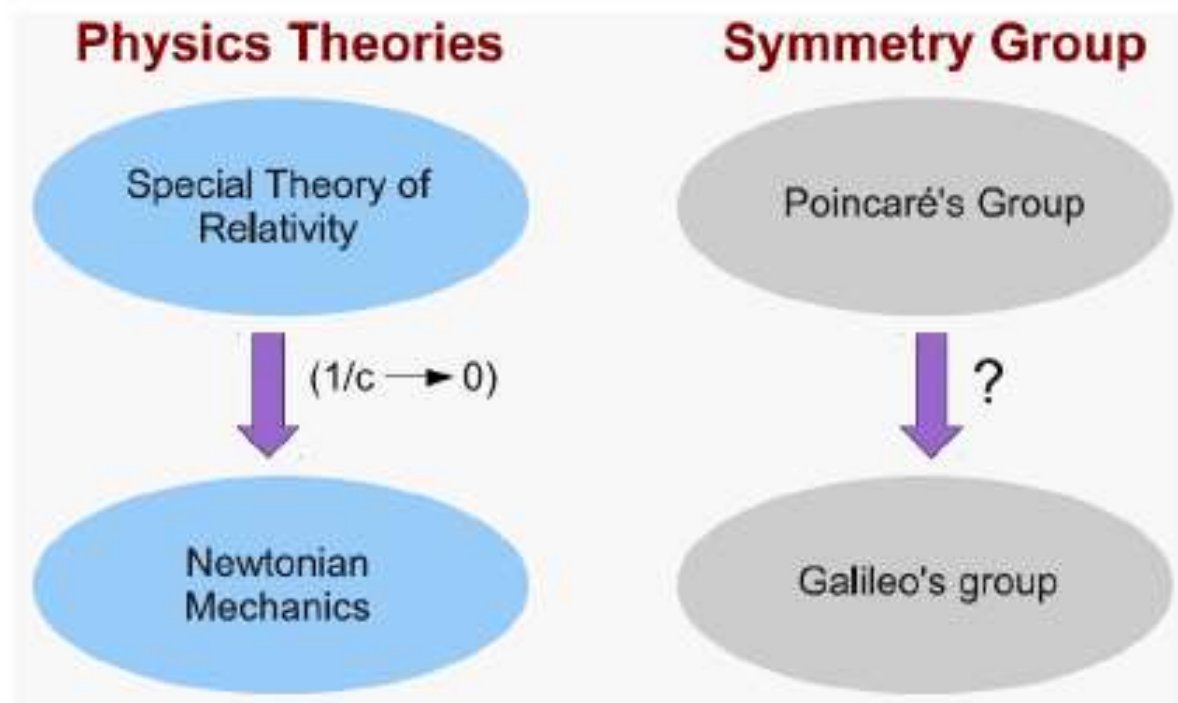 Physics Theories
Symmetry Group
Special Theory of
Relativity
Poincaré's Group
(1/c → 0)
?
Newtonian
Mechanics
Galileo's group